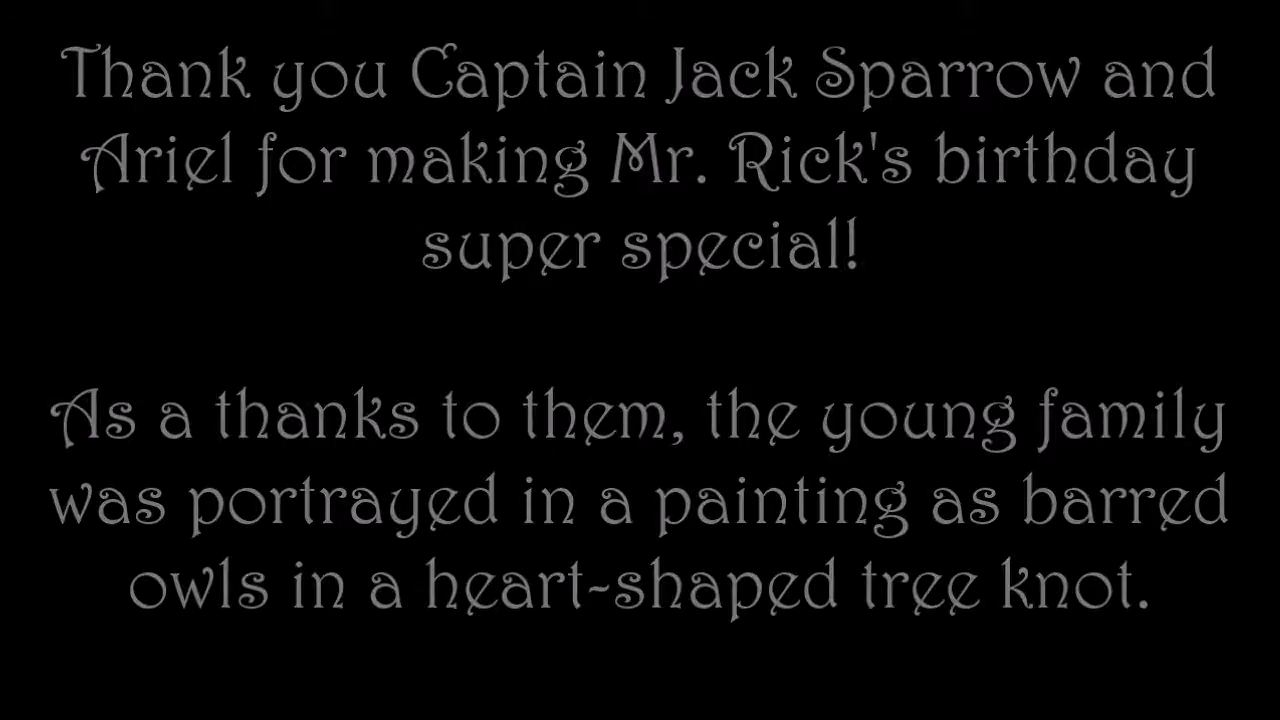 Thank you Captain Jack Sparrow and
Ariel for making Mr. Rick's birthday
super special!
As a thanks to them, the young family
was portrayed in a painting as barred
owls in a heart-shaped tree knot.